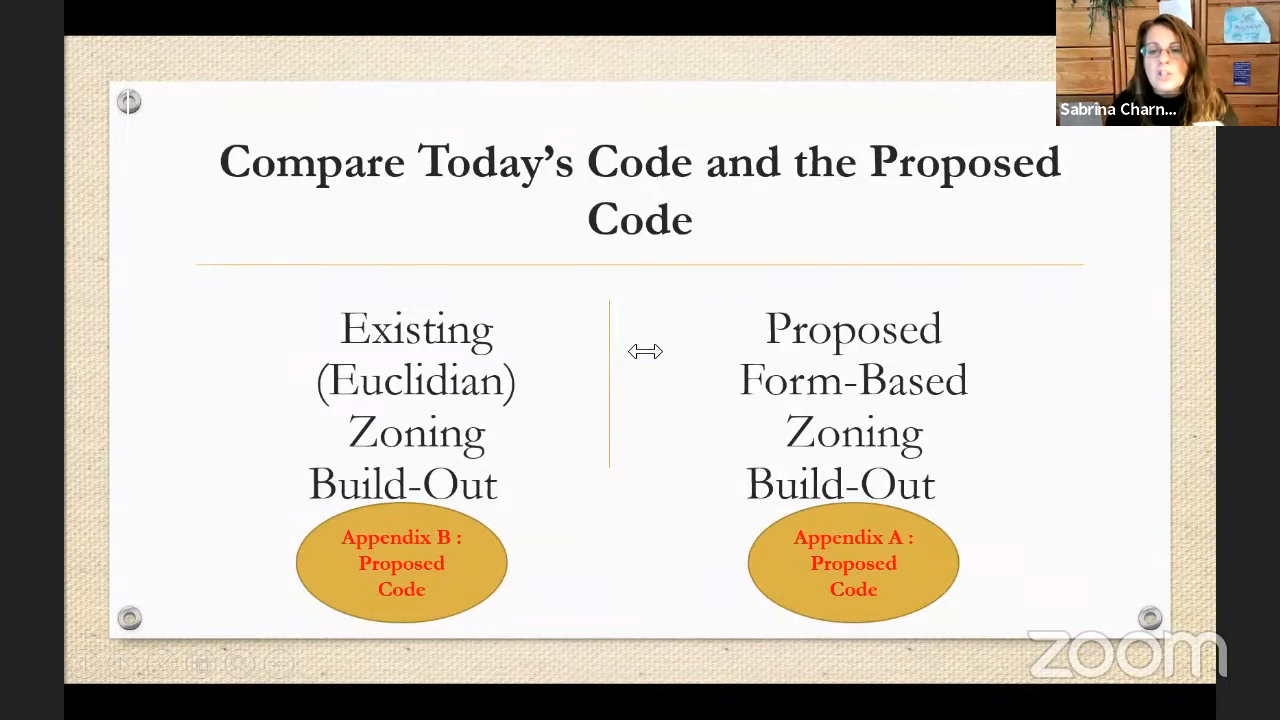 Sabrina Charn...
Compare Today's Code and the Proposed
Code
Existing
(Euclidian)
Zoning
Build-Out
Appendix B :
Proposed
Code
Proposed
Form-Based
Zoning
Build-Out
Appendix A :
Proposed
Code
zoom